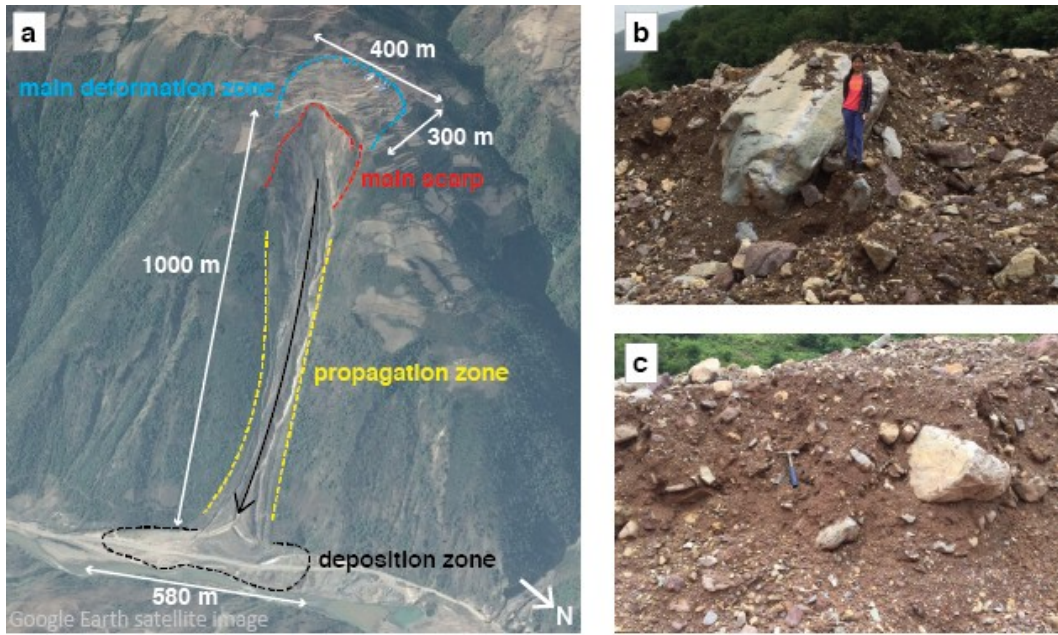 a
400 m
main deformation zone
300 m
main scarp
1000 m
propagation zone
deposition zone
580 m
Google Earth satellite image
N
b
c